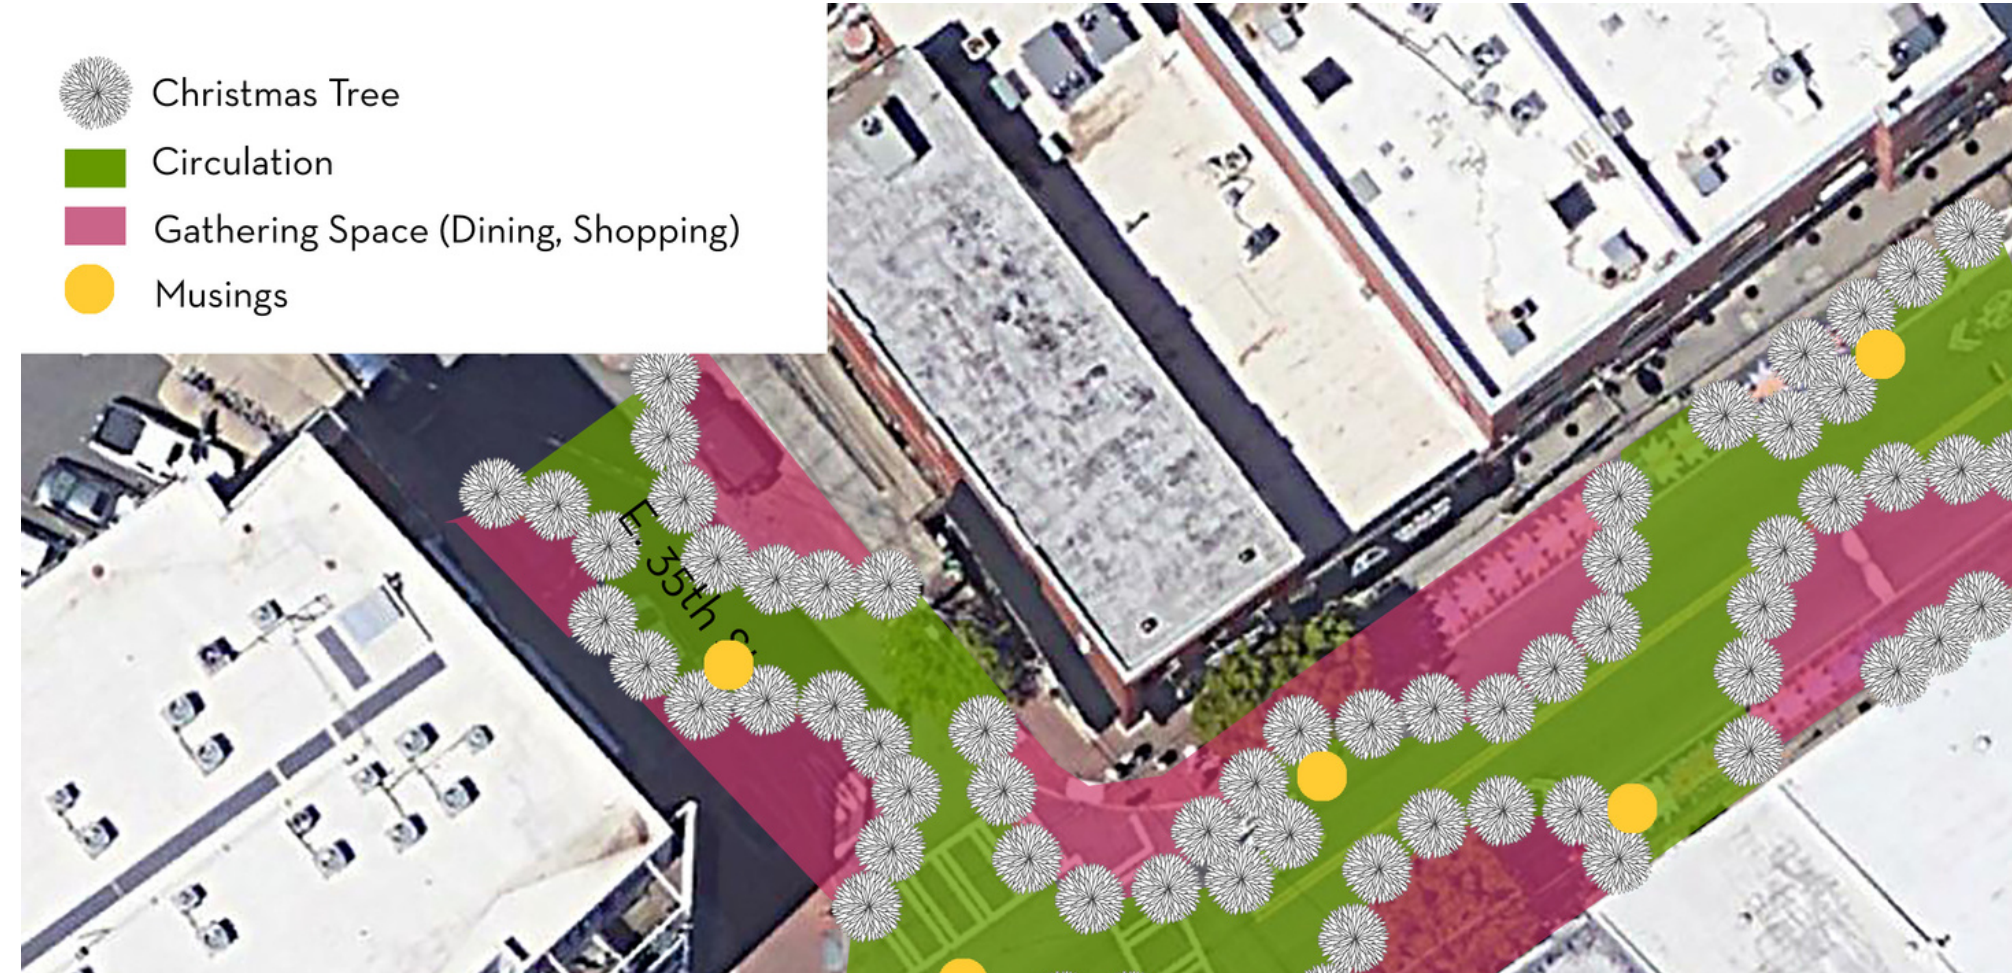 Christmas Tree
Circulation
Gathering Space (Dining, Shopping)
Musings
E. 35th